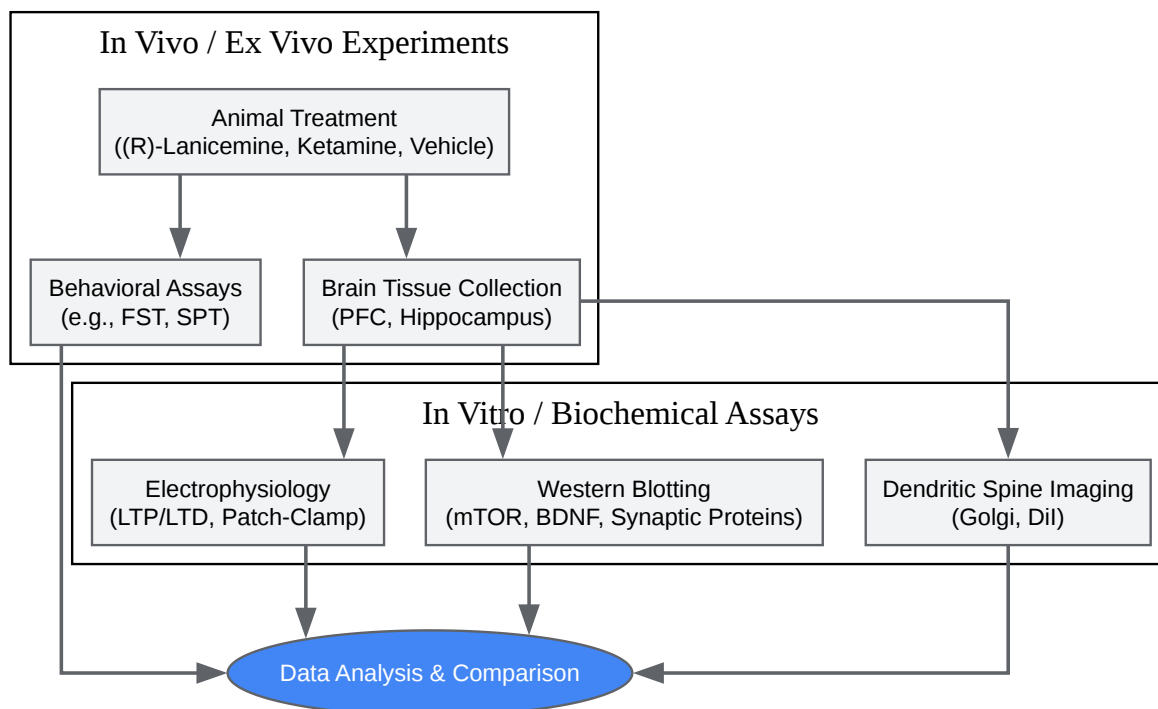 In Vivo / Ex Vivo Experiments
Animal Treatment
((R)-Lanicemine, Ketamine, Vehicle)
Behavioral Assays
(e.g., FST, SPT)
Brain Tissue Collection
(PFC, Hippocampus)
In Vitro / Biochemical Assays
Electrophysiology
(LTP/LTD, Patch-Clamp)
Western Blotting
(mTOR, BDNF, Synaptic Proteins)
Dendritic Spine Imaging
(Golgi, DiI)
Data Analysis & Comparison